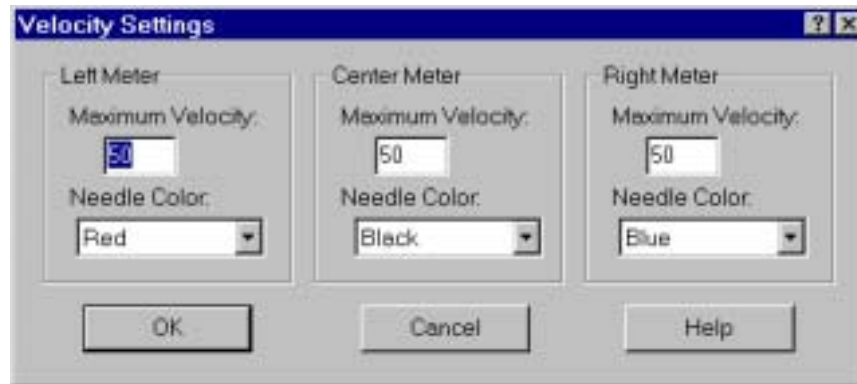 Velocity Settings
Left Meter
Maximum Velocity:
50
Needle Color:
Red
Center Meter
Maximum Velocity:
50
Needle Color:
Black
Right Meter
Maximum Velocity:
50
Needle Color:
Blue
OK
Cancel
Help